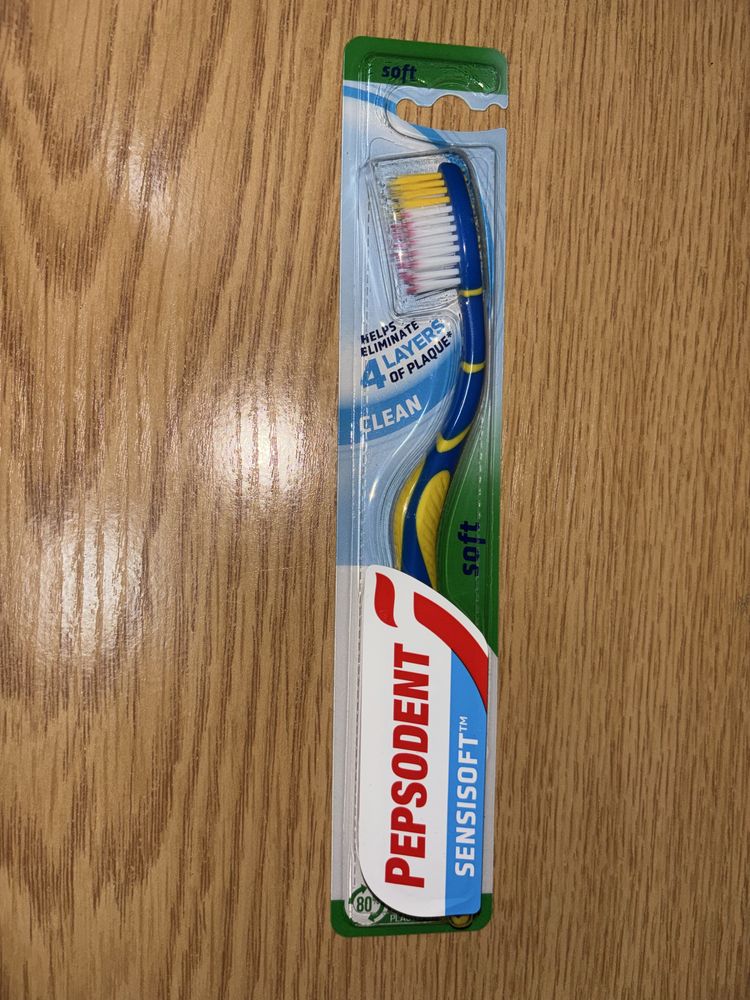 soft
HELPS
ELIMINATE
4 LAYERS
OF PLAQUE*
CLEAN
soft
PEPSODENT
SENSISOFT™
80%